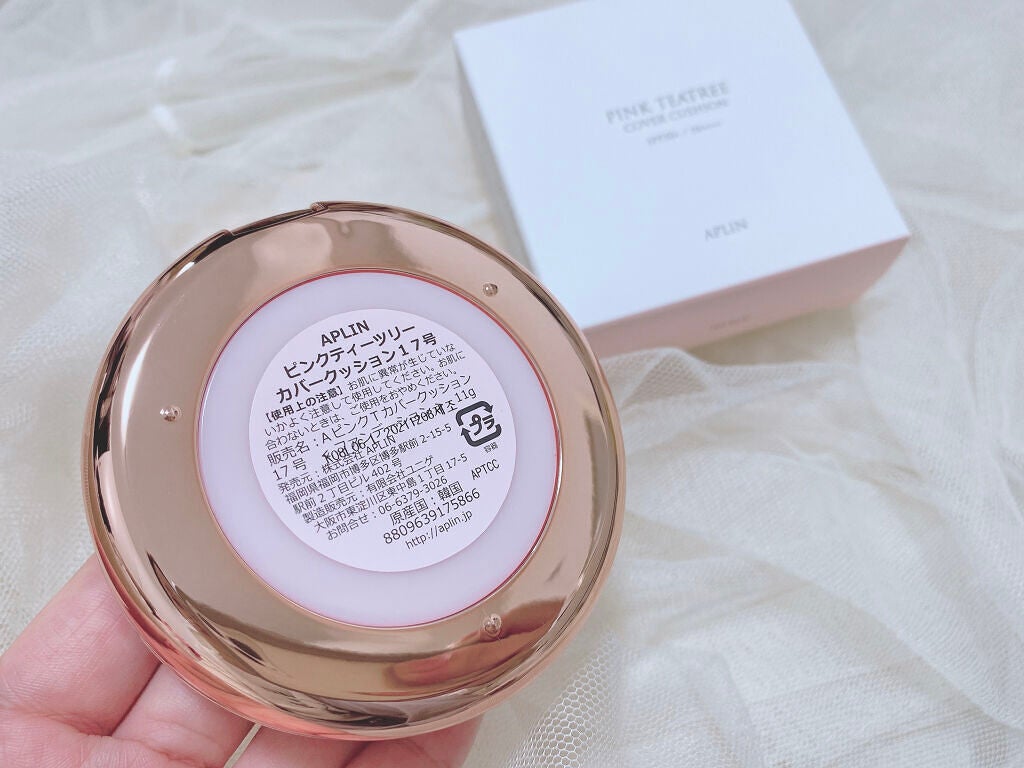 PINK TEATREE
COVER CUSHION
APLIN
APLIN
ピンクティーツリー
カバークッション17号
【使用上の注意】お肌に異常が生じていな
いかよく注意して使用してください。お肌に
合わないときは、ご使用をおやめください。
販売名：AピンクTカバークッション
17号 11g
発売元：株式会社APLIN
福岡県福岡市博多区博多駅前2-15-5
駅前2丁目ビル402号
製造販売元：有限会社ユニゲ
大阪市東淀川区東中島1丁目17-5
お問合せ：06-6379-3026
原産国：韓国 APTCC
8809639175866
http://aplin.jp
プラ
容器